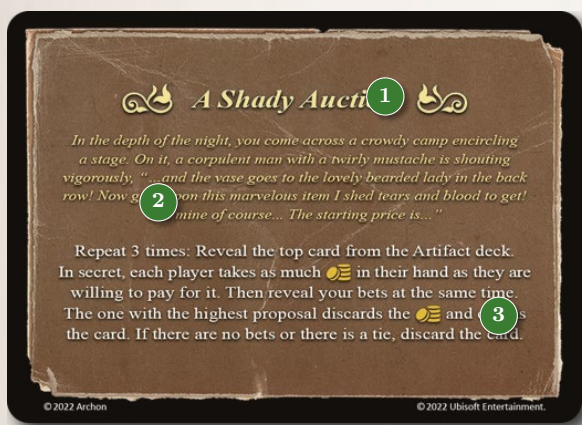 A Shady
1
In the depth of the night, you come across a crowdy camp encircling
a stage. On it, a corpulent man with a twirly mustache is shouting
vigorously, “...and the vase goes to the lovely bearded lady in the back
row! Now upon this marvelous item I shed tears and blood to get!
2
mine of course... The starting price is...”
Repeat 3 times: Reveal the top card from the Artifact deck.
In secret, each player takes as much in their hand as they are
willing to pay for it. Then reveal your bets at the same time.
The one with the highest proposal discards the and
3
the card. If there are no bets or there is a tie, discard the card.
©2022 Archon
©2022 Ubisoft Entertainment.